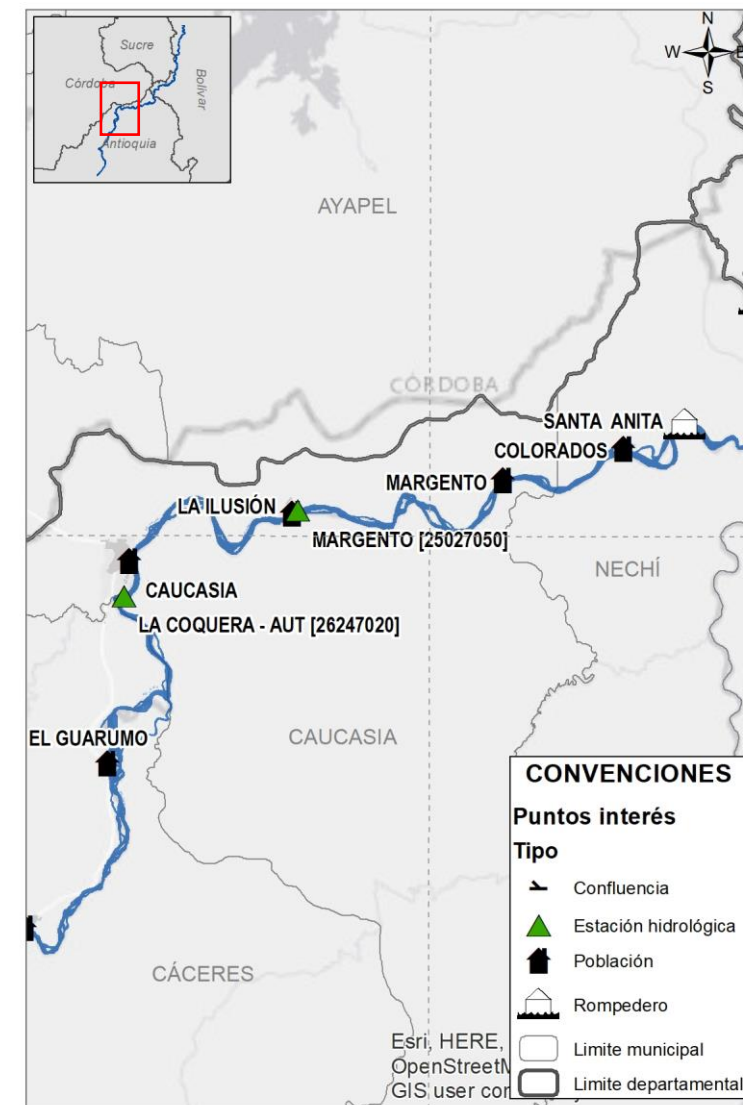 Sucre
Córdoba
Bolívar
Antioquia
N
W
E
S
AYAPEL
CÓRDOBA
SANTA ANITA
COLORADOS
MARGENTO
LA ILUSIÓN
MARGENTO [25027050]
NECHÍ
CAUCASIA
LA COQUERA - AUT [26247020]
EL GUARUMO
CAUCASIA
CÁCERES
CONVENCIONES
Puntos interés
Tipo
Confluencia
Estación hidrológica
Población
Rompedero
Limite municipal
Limite departamental
Esri, HERE,
GIS user